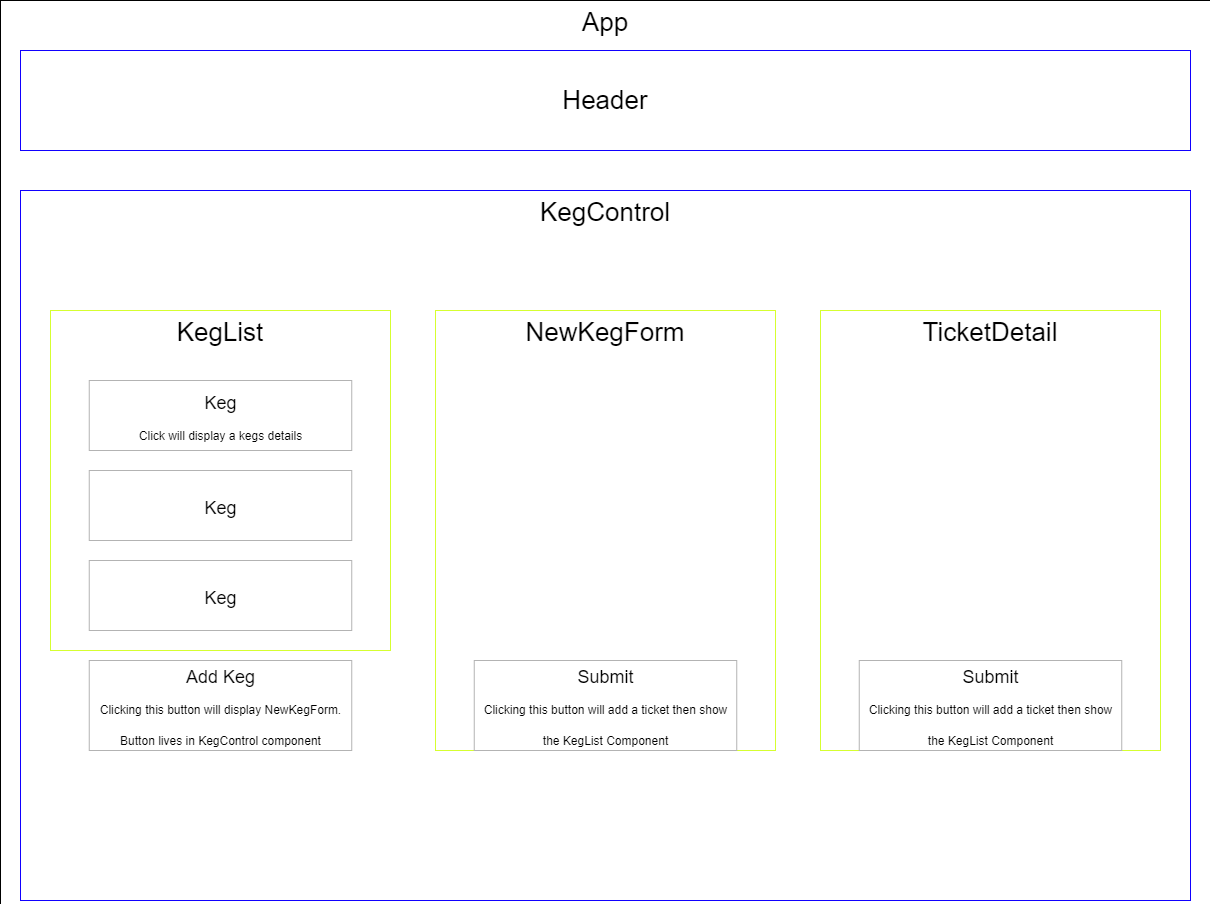 App
Header
KegControl
KegList
NewKegForm
TicketDetail
Keg
Click will display a kegs details
Keg
Keg
Add Keg
Clicking this button will display NewKegForm.
Button lives in KegControl component
Submit
Clicking this button will add a ticket then show
the KegList Component
Submit
Clicking this button will add a ticket then show
the KegList Component